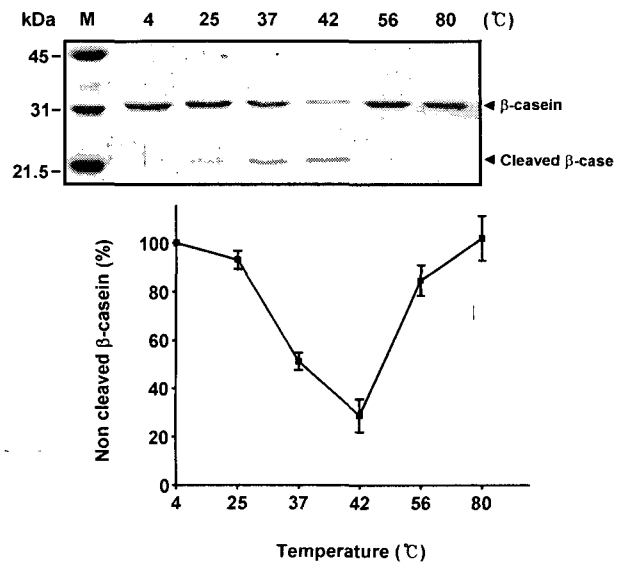 kDa M 4 25 37 42 56 80 (℃)
45
31
β-casein
21.5
Cleaved β-case
Non cleaved β-casein (%)
100
80
60
40
20
0
4 25 37 42 56 80
Temperature (℃)